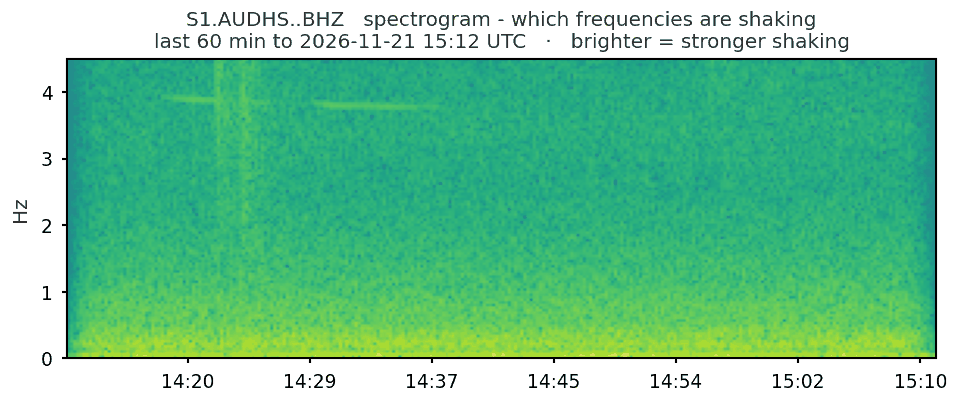 S1.AUDHS..BHZ   spectrogram - which frequencies are shaking
last 60 min to 2026-11-21 15:12 UTC   ·   brighter = stronger shaking
4
3
2
1
0
Hz
14:20 14:29 14:37 14:45 14:54 15:02 15:10